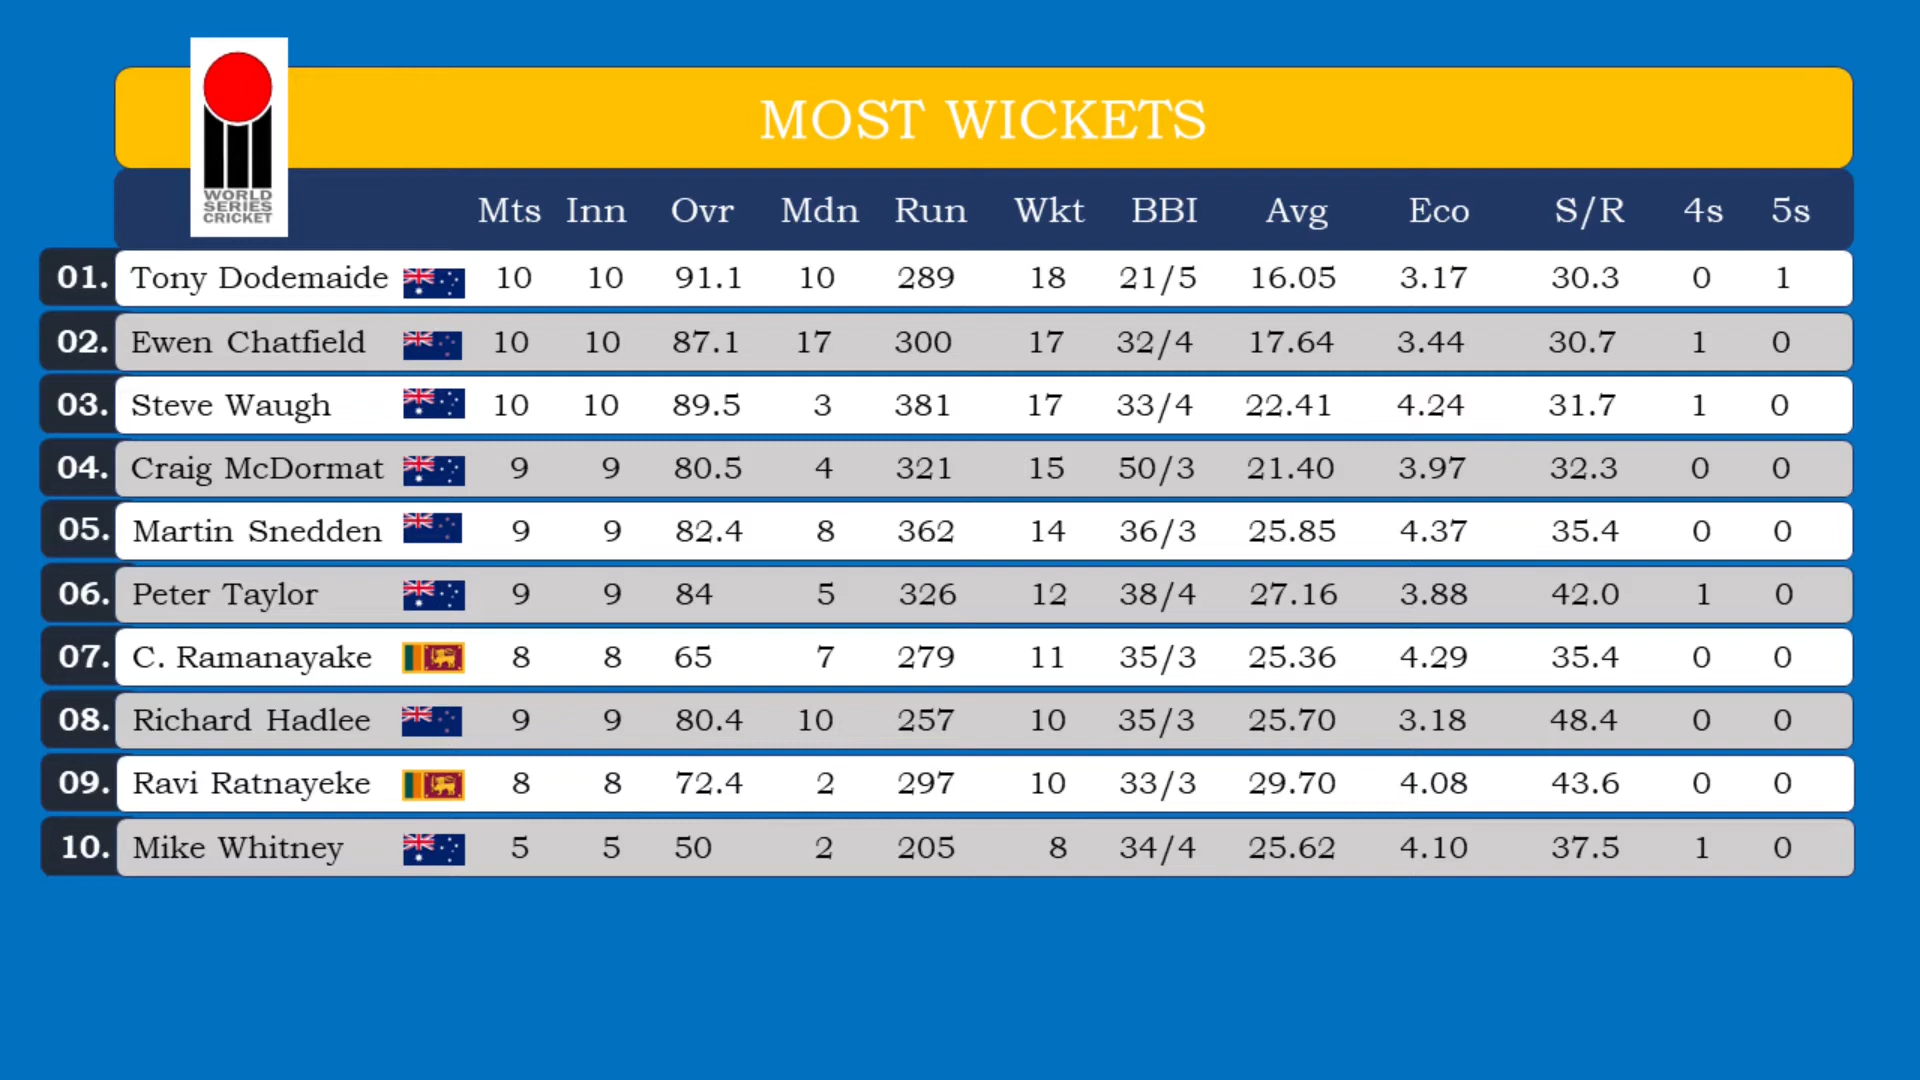 WORLD
SERIES
CRICKET
MOST WICKETS
Mts Inn Ovr Mdn Run Wkt BBI Avg Eco S/R 4s 5s
01. Tony Dodemaide 10 10 91.1 10 289 18 21/5 16.05 3.17 30.3 0 1
02. Ewen Chatfield 10 10 87.1 17 300 17 32/4 17.64 3.44 30.7 1 0
03. Steve Waugh 10 10 89.5 3 381 17 33/4 22.41 4.24 31.7 1 0
04. Craig McDormat 9 9 80.5 4 321 15 50/3 21.40 3.97 32.3 0 0
05. Martin Snedden 9 9 82.4 8 362 14 36/3 25.85 4.37 35.4 0 0
06. Peter Taylor 9 9 84 5 326 12 38/4 27.16 3.88 42.0 1 0
07. C. Ramanayake 8 8 65 7 279 11 35/3 25.36 4.29 35.4 0 0
08. Richard Hadlee 9 9 80.4 10 257 10 35/3 25.70 3.18 48.4 0 0
09. Ravi Ratnayeke 8 8 72.4 2 297 10 33/3 29.70 4.08 43.6 0 0
10. Mike Whitney 5 5 50 2 205 8 34/4 25.62 4.10 37.5 1 0